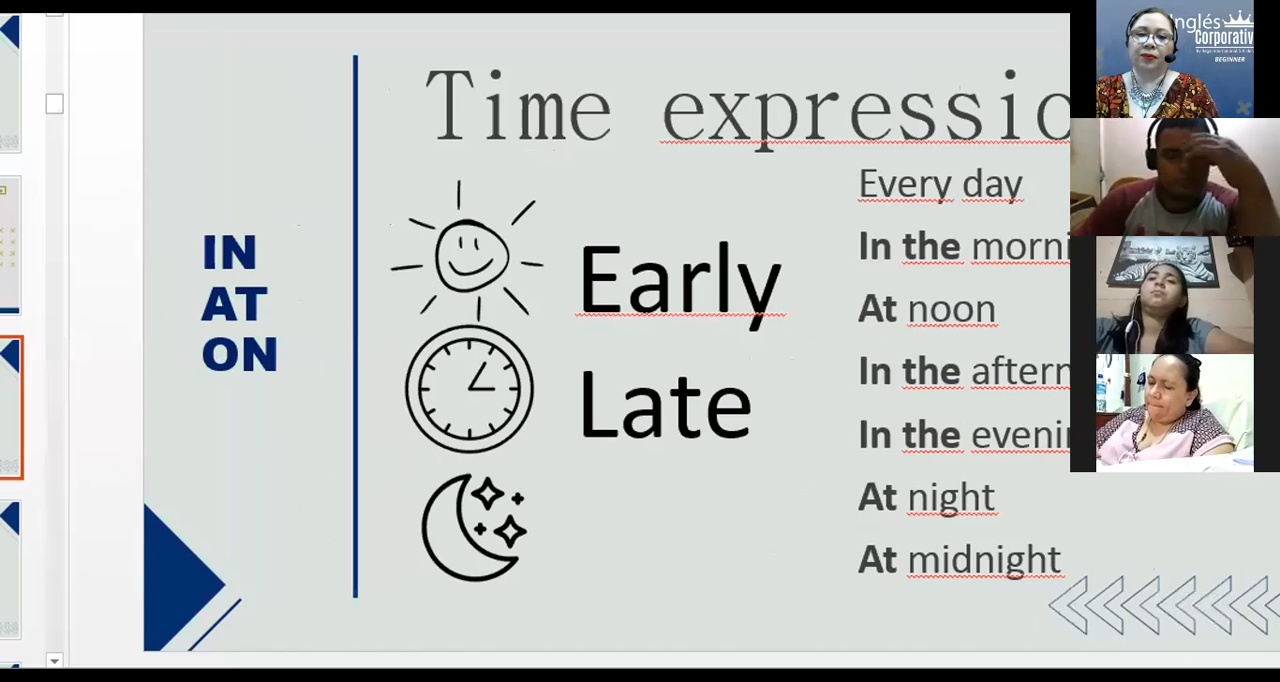 Time expressio
IN
AT
ON
Early
Late
Every day
In the morni
At noon
In the aftern
In the eveni
At night
At midnight
Inglés
Corporativ
BEGINNER